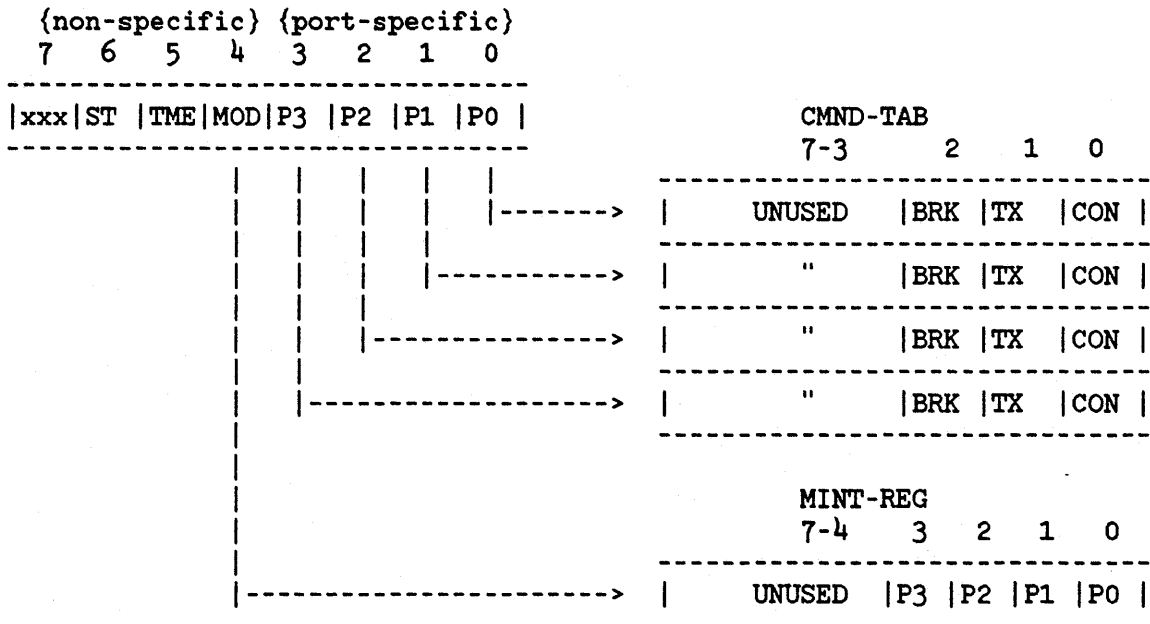 {non-specific} {port-specific}
7 6 5 4 3 2 1 0
|xxx|ST |TME|MOD|P3 |P2 |P1 |P0 |
CMND-TAB
7-3 2 1 0
| UNUSED |BRK |TX |CON |
| " |BRK |TX |CON |
| " |BRK |TX |CON |
| " |BRK |TX |CON |
MINT-REG
7-4 3 2 1 0
| UNUSED |P3 |P2 |P1 |P0 |